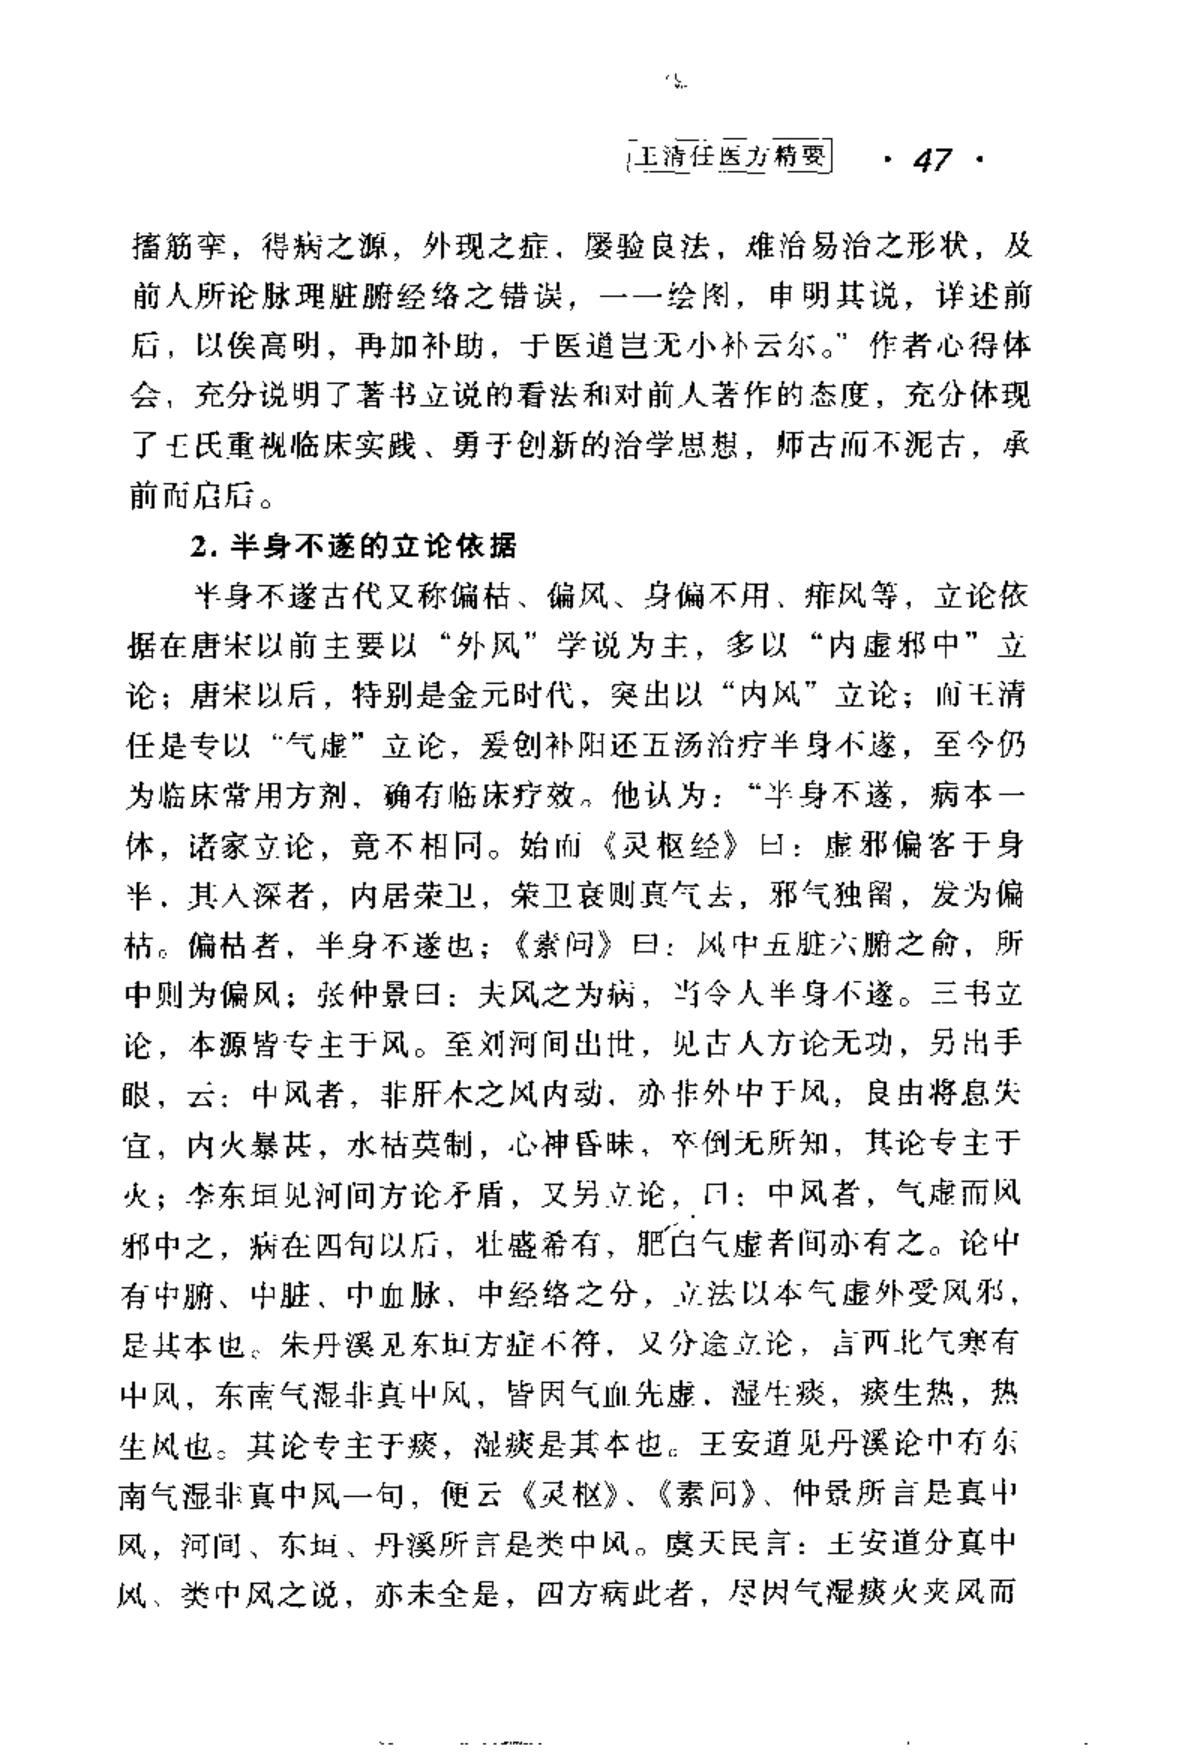 王清任医方精要 · 47 ·
搐筋挛，得病之源，外现之症，屡验良法，难治易治之形状，及
前人所论脉理脏腑经络之错误，一一绘图，申明其说，详述前
后，以俟高明，再加补助，于医道岂无小补云尔。”作者心得体
会，充分说明了著书立说的看法和对前人著作的态度，充分体现
了王氏重视临床实践、勇于创新的治学思想，师古而不泥古，承
前而启后。
2. 半身不遂的立论依据
半身不遂古代又称偏枯、偏风、身偏不用、痱风等，立论依
据在唐宋以前主要以“外风”学说为主，多以“内虚邪中”立
论；唐宋以后，特别是金元时代，突出以“内风”立论；而王清
任是专以“气虚”立论，爰创补阳还五汤治疗半身不遂，至今仍
为临床常用方剂，确有临床疗效。他认为：“半身不遂，病本一
体，诸家立论，竟不相同。始而《灵枢经》曰：虚邪偏客于身
半，其入深者，内居荣卫，荣卫衰则真气去，邪气独留，发为偏
枯。偏枯者，半身不遂也；《素问》曰：风中五脏六腑之俞，所
中则为偏风；张仲景曰：夫风之为病，当令人半身不遂。三书立
论，本源皆专主于风。至刘河间出世，见古人方论无功，另出手
眼，云：中风者，非肝木之风内动，亦非外中于风，良由将息失
宜，内火暴甚，水枯莫制，心神昏昧，卒倒无所知，其论专主于
火；李东垣见河间方论矛盾，又另立论，曰：中风者，气虚而风
邪中之，病在四旬以后，壮盛希有，肥白气虚者间亦有之。论中
有中腑、中脏、中血脉、中经络之分，立法以本气虚外受风邪，
是其本也。朱丹溪见东垣方症不符，又分途立论，言西北气寒有
中风，东南气湿非真中风，皆因气血先虚，湿生痰，痰生热，热
生风也。其论专主于痰，湿痰是其本也。王安道见丹溪论中有东
南气湿非真中风一句，便云《灵枢》、《素问》、仲景所言是真中
风，河间、东垣、丹溪所言是类中风。虞天民言：王安道分真中
风、类中风之说，亦未全是，四方病此者，尽因气湿痰火夹风而